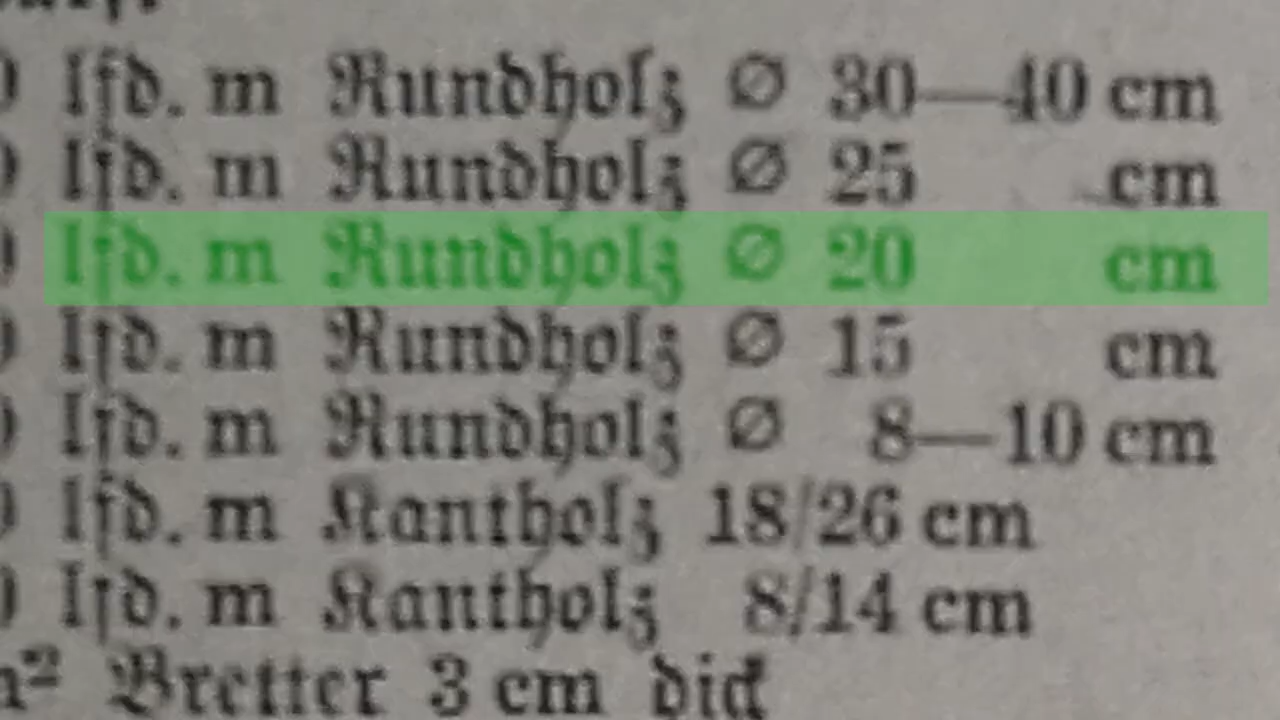 lfd. m Rundholz ∅ 30—40 cm
lfd. m Rundholz ∅ 25 cm
lfd. m Rundholz ∅ 20 cm
lfd. m Rundholz ∅ 15 cm
lfd. m Rundholz ∅ 8—10 cm
lfd. m Kantholz 18/26 cm
lfd. m Kantholz 8/14 cm
m² Bretter 3 cm dick